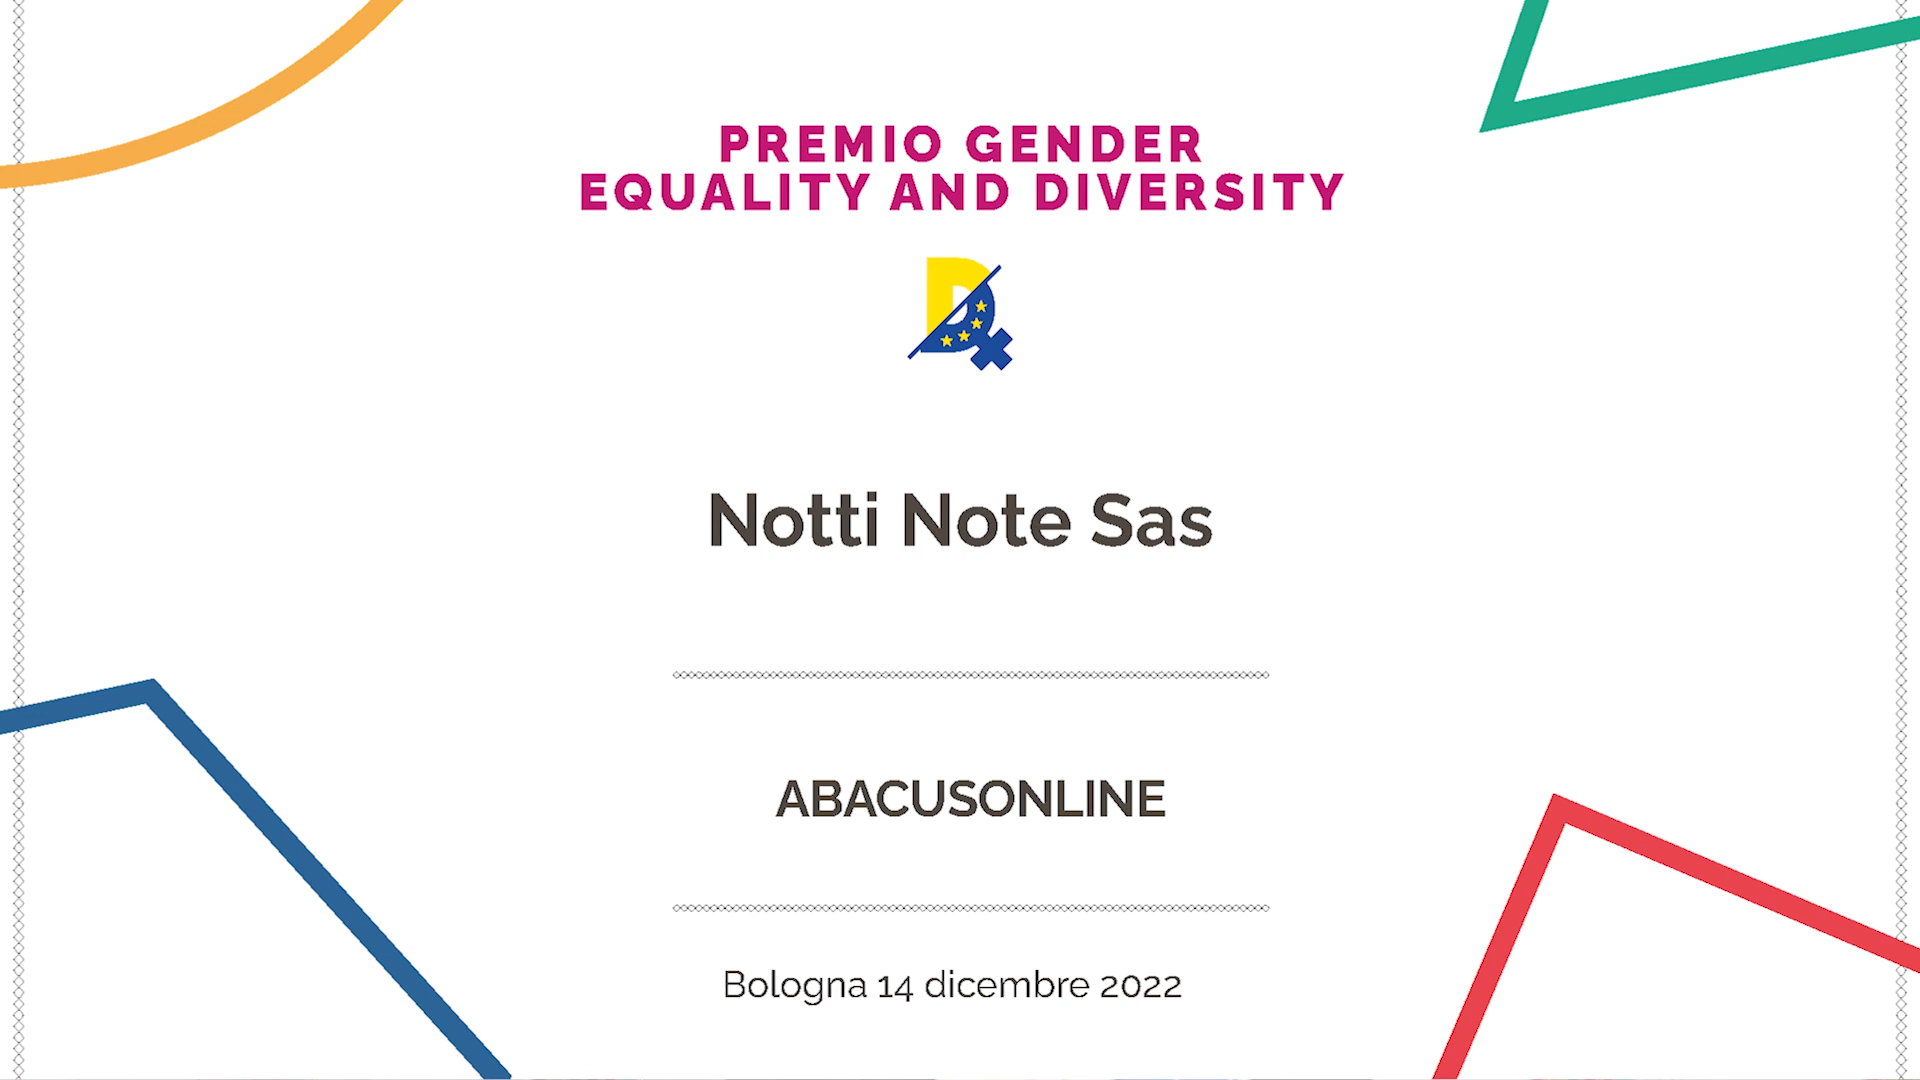 PREMIO GENDER
EQUALITY AND DIVERSITY
Notti Note Sas
ABACUSONLINE
Bologna 14 dicembre 2022